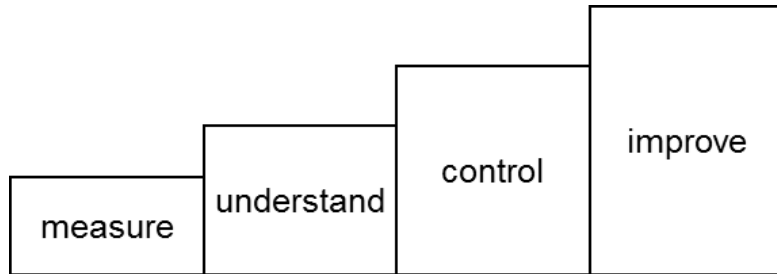 measure
understand
control
improve